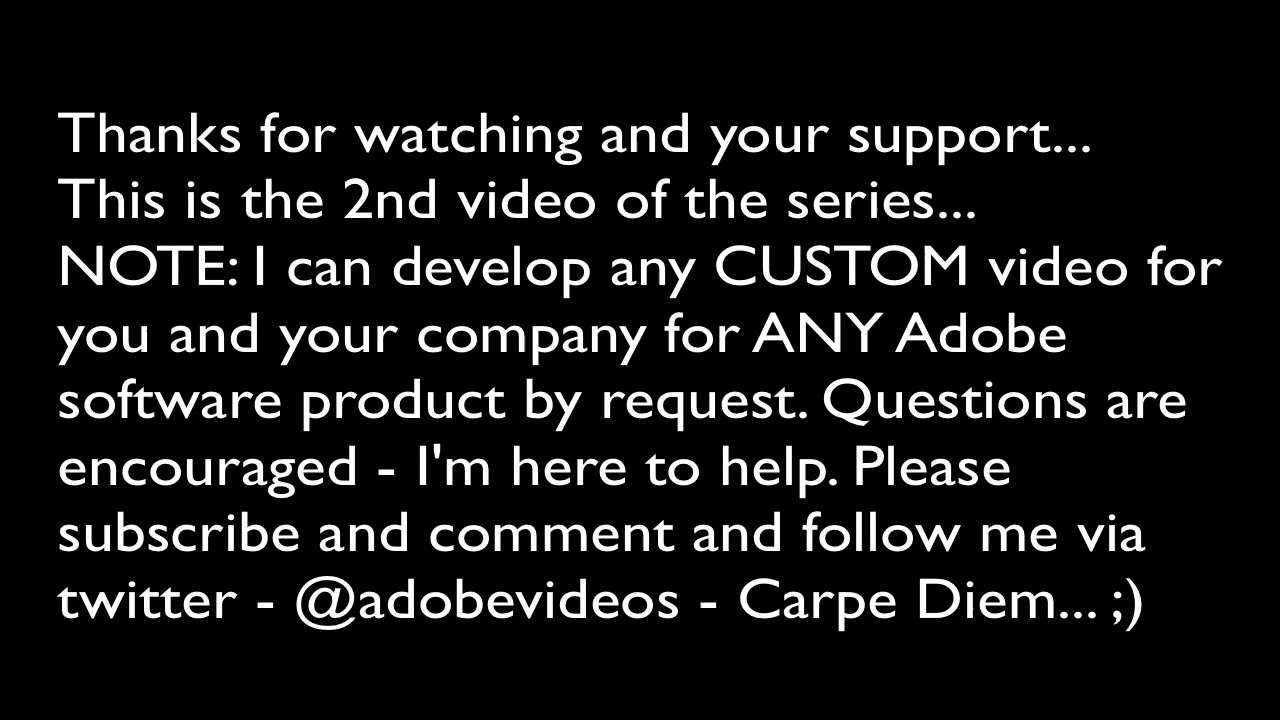 Thanks for watching and your support...
This is the 2nd video of the series...
NOTE: I can develop any CUSTOM video for
you and your company for ANY Adobe
software product by request. Questions are
encouraged - I'm here to help. Please
subscribe and comment and follow me via
twitter - @adobevideos - Carpe Diem... ;)